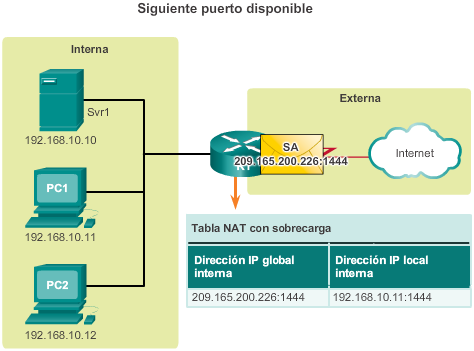 Siguiente puerto disponible
Interna
Svr1
192.168.10.10
PC1
192.168.10.11
PC2
192.168.10.12
Externa
SA
209.165.200.226:1444
R1
Internet
Tabla NAT con sobrecarga
Dirección IP global interna
Dirección IP local interna
209.165.200.226:1444
192.168.10.11:1444